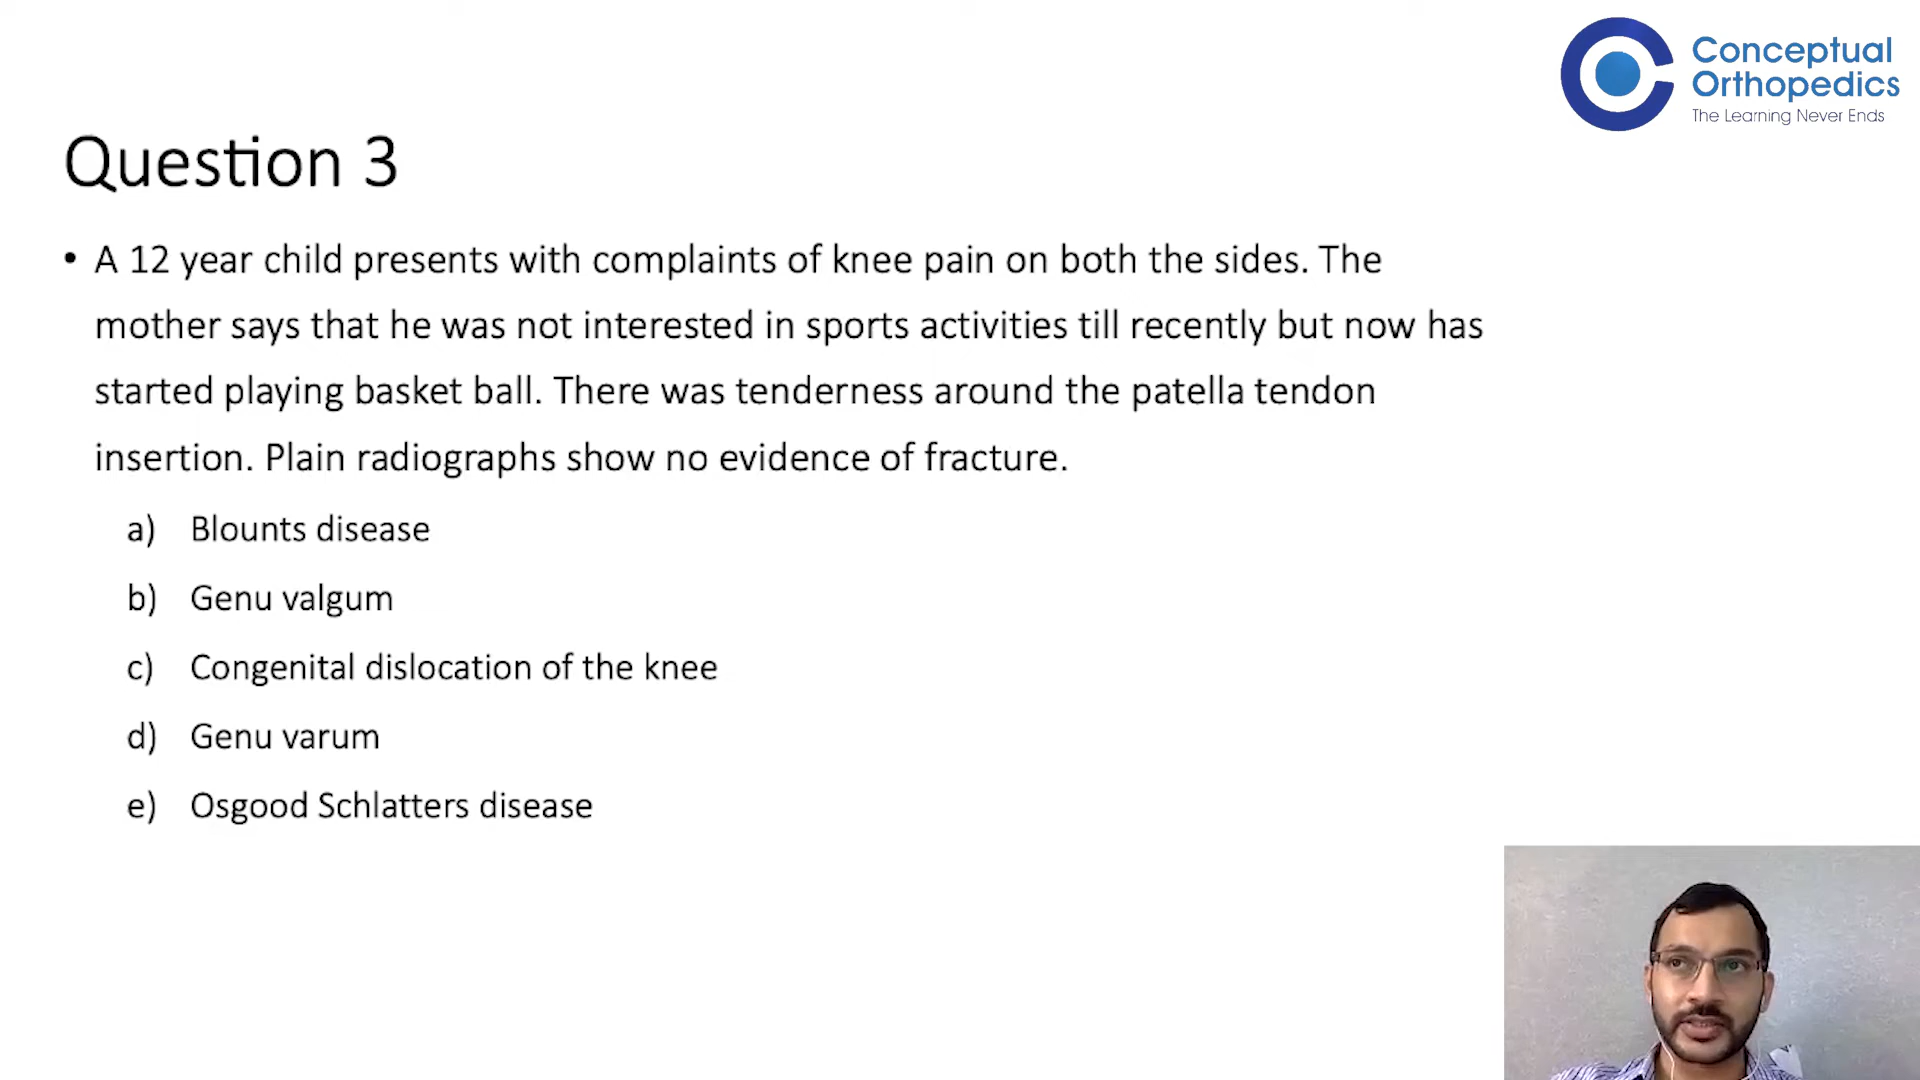 Conceptual
Orthopedics
The Learning Never Ends
Question 3
• A 12 year child presents with complaints of knee pain on both the sides. The
mother says that he was not interested in sports activities till recently but now has
started playing basket ball. There was tenderness around the patella tendon
insertion. Plain radiographs show no evidence of fracture.
a) Blounts disease
b) Genu valgum
c) Congenital dislocation of the knee
d) Genu varum
e) Osgood Schlatters disease